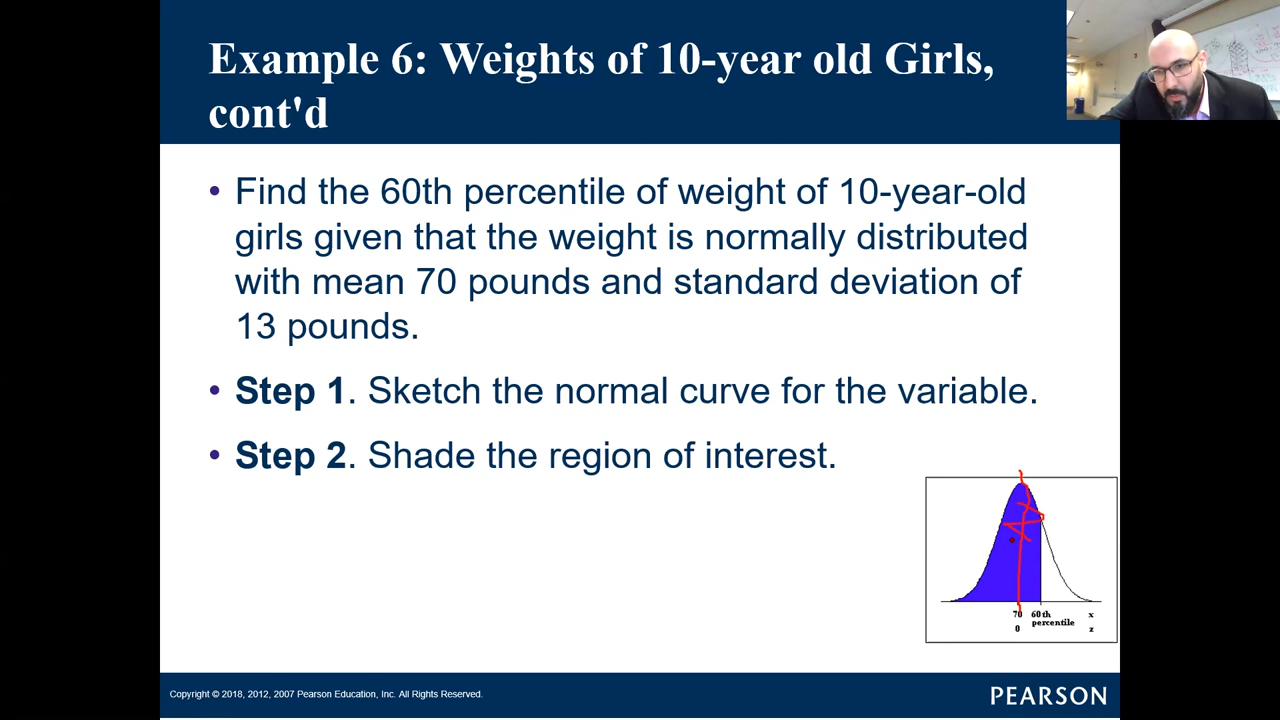 Example 6: Weights of 10-year old Girls,
cont'd
• Find the 60th percentile of weight of 10-year-old
girls given that the weight is normally distributed
with mean 70 pounds and standard deviation of
13 pounds.
• Step 1. Sketch the normal curve for the variable.
• Step 2. Shade the region of interest.
70 60th x
percentile
0 z
Copyright © 2018, 2012, 2007 Pearson Education, Inc. All Rights Reserved.
PEARSON